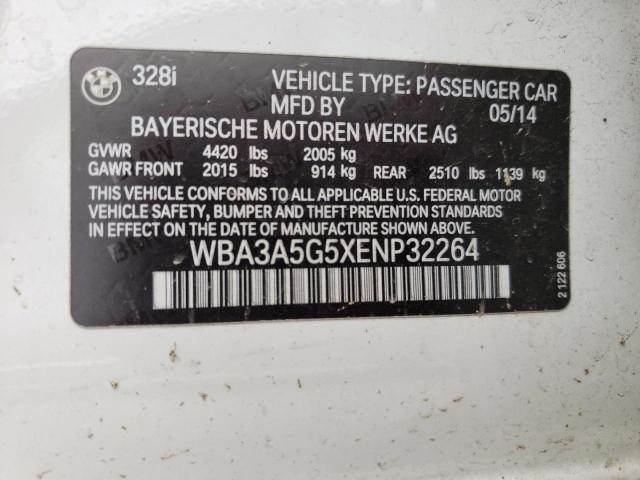 BMW 328i VEHICLE TYPE: PASSENGER CAR
MFD BY 05/14
BAYERISCHE MOTOREN WERKE AG
GVWR 4420 lbs 2005 kg
GAWR FRONT 2015 lbs 914 kg REAR 2510 lbs 1139 kg
THIS VEHICLE CONFORMS TO ALL APPLICABLE U.S. FEDERAL MOTOR
VEHICLE SAFETY, BUMPER AND THEFT PREVENTION STANDARDS IN
EFFECT ON THE DATE OF MANUFACTURE SHOWN ABOVE.
WBA3A5G5XENP32264
2 122 606